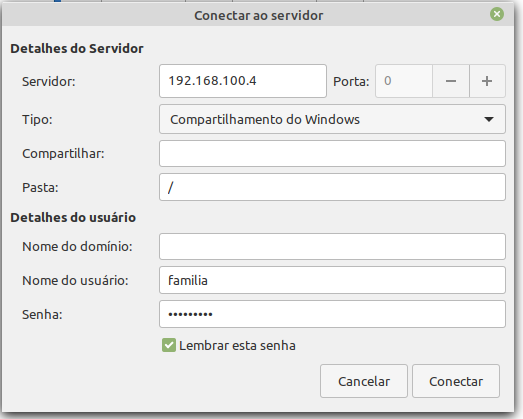 Conectar ao servidor
Detalhes do Servidor
Servidor: 192.168.100.4 Porta: 0 − +
Tipo: Compartilhamento do Windows
Compartilhar:
Pasta: /
Detalhes do usuário
Nome do domínio:
Nome do usuário: familia
Senha: •••••••••
Lembrar esta senha
Cancelar Conectar